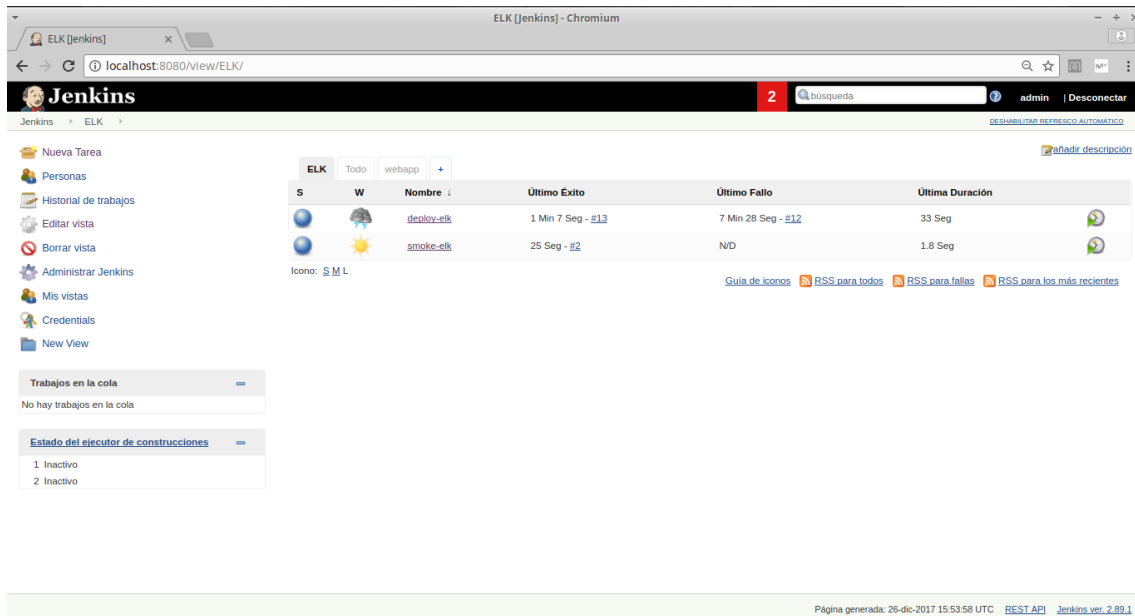 ELK [Jenkins] - Chromium
ELK [Jenkins]
localhost:8080/view/ELK/
Jenkins
2
búsqueda
admin | Desconectar
Jenkins ELK
DESHABILITAR REFRESCO AUTOMÁTICO
Nueva Tarea
Personas
Historial de trabajos
Editar vista
Borrar vista
Administrar Jenkins
Mis vistas
Credentials
New View
Trabajos en la cola
No hay trabajos en la cola
Estado del ejecutor de construcciones
1 Inactivo
2 Inactivo
añadir descripción
ELK Todo webapp +
S W Nombre ↓ Último Éxito Último Fallo Última Duración
deploy-elk 1 Min 7 Seg - #13 7 Min 28 Seg - #12 33 Seg
smoke-elk 25 Seg - #2 N/D 1.8 Seg
Icono: S M L
Guía de iconos RSS para todos RSS para fallas RSS para los más recientes
Página generada: 26-dic-2017 15:53:58 UTC REST API Jenkins ver. 2.89.1